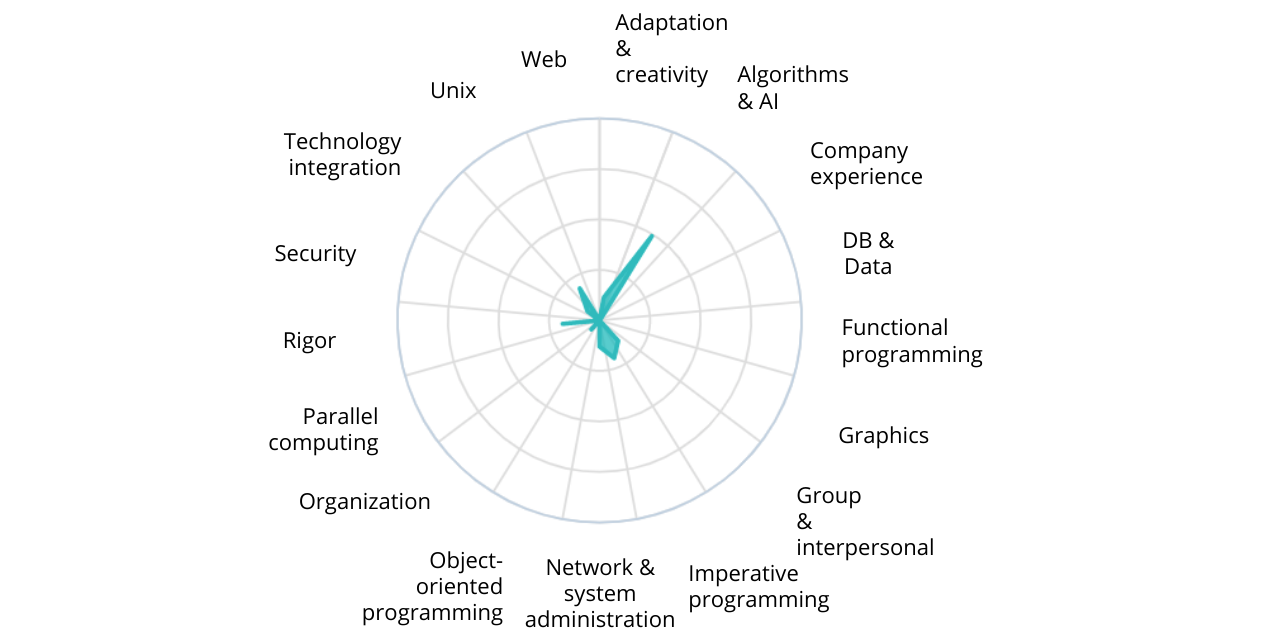 Adaptation
&
creativity
Algorithms
& AI
Company
experience
DB &
Data
Functional
programming
Graphics
Group
&
interpersonal
Imperative
programming
Network &
system
administration
Object-
oriented
programming
Organization
Parallel
computing
Rigor
Security
Technology
integration
Unix
Web